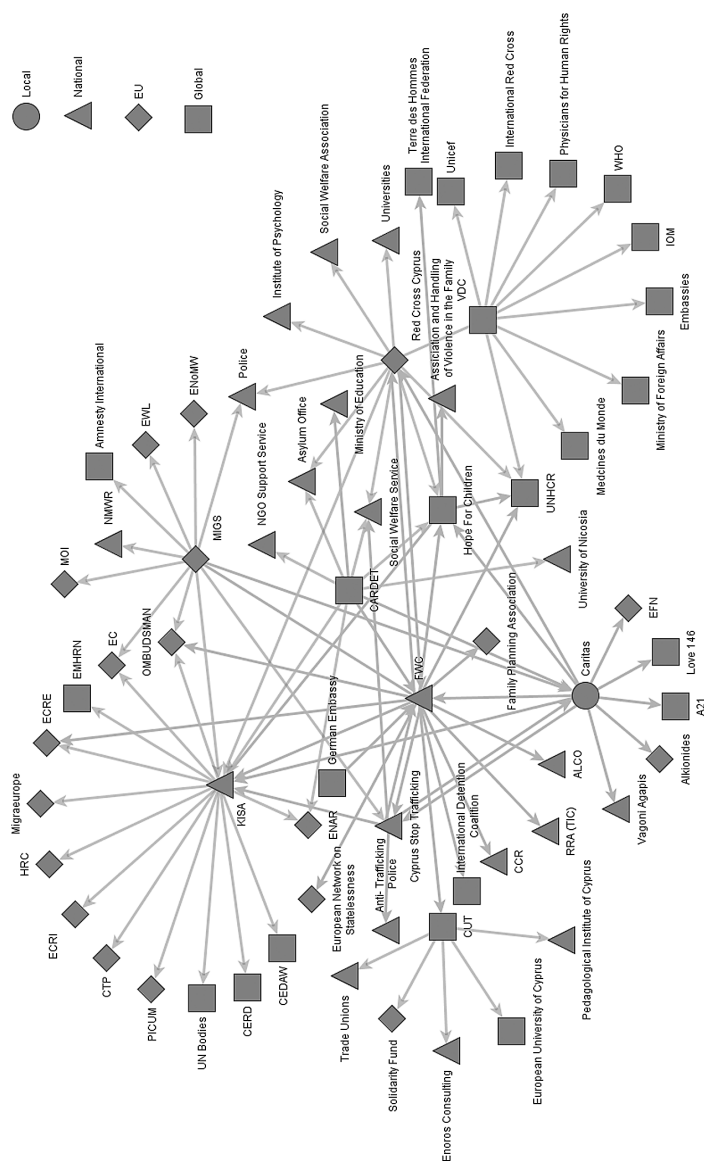 Local
National
EU
Global
MOI
NMWR
Amnesty International
EWL
ENoMW
MIGS
Police
Institute of Psychology
Social Welfare Association
Universities
Terre des Hommes
International Federation
Unicef
International Red Cross
Physicians for Human Rights
WHO
IOM
Embassies
Ministry of Foreign Affairs
Medcines du Monde
VDC
Red Cross Cyprus
Assiciation and Handling
of Violence in the Family
Ministry of Education
Asylum Office
NGO Support Service
Social Welfare Service
Hope For Children
UNHCR
University of Nicosia
CARDET
OMBUDSMAN
EC
EMHRN
ECRE
Migraeurope
HRC
ECRI
CTP
PICUM
UN Bodies
CERD
CEDAW
KISA
German Embassy
ENAR
FWC
Family Planning Association
Caritas
EFN
Love 146
A21
Alkionides
Vagoni Agapis
ALCO
RRA (TIC)
CCR
International Detention
Coalition
Cyprus Stop Trafficking
Anti- Trafficking
Police
European Network on
Statelessness
CUT
Trade Unions
Solidarity Fund
Enoros Consulting
European University of Cyprus
Pedagological Institute of Cyprus